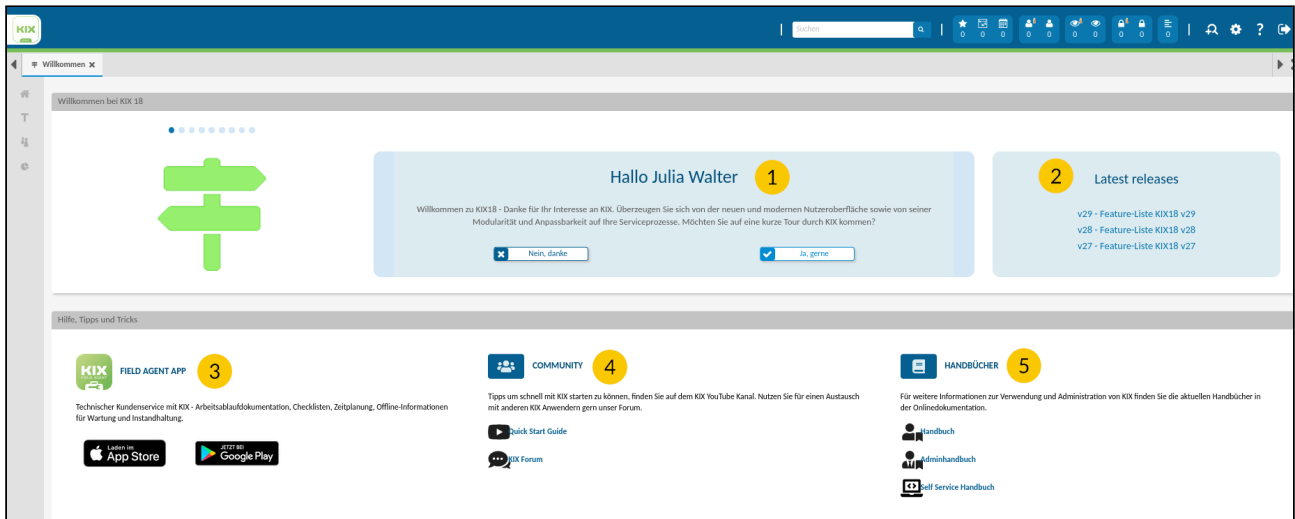 KIX
Suchen
0 0 0 0 0 0 0 0 0 0
Willkommen
Willkommen bei KIX 18
Hallo Julia Walter
1
Willkommen zu KIX18 - Danke für Ihr Interesse an KIX. Überzeugen Sie sich von der neuen und modernen Nutzeroberfläche sowie von seiner
Modularität und Anpassbarkeit auf Ihre Serviceprozesse. Möchten Sie auf eine kurze Tour durch KIX kommen?
Nein, danke
Ja, gerne
2
Latest releases
v29 - Feature-Liste KIX18 v29
v28 - Feature-Liste KIX18 v28
v27 - Feature-Liste KIX18 v27
Hilfe, Tipps und Tricks
KIX
FIELD AGENT APP
3
Technischer Kundenservice mit KIX - Arbeitsablaufdokumentation, Checklisten, Zeitplanung, Offline-Informationen
für Wartung und Instandhaltung.
Laden im
App Store
JETZT BEI
Google Play
COMMUNITY
4
Tipps um schnell mit KIX starten zu können, finden Sie auf dem KIX YouTube Kanal. Nutzen Sie für einen Austausch
mit anderen KIX Anwendern gern unser Forum.
Quick Start Guide
KIX Forum
HANDBÜCHER
5
Für weitere Informationen zur Verwendung und Administration von KIX finden Sie die aktuellen Handbücher in
der Onlinedokumentation.
Handbuch
Adminhandbuch
Self Service Handbuch